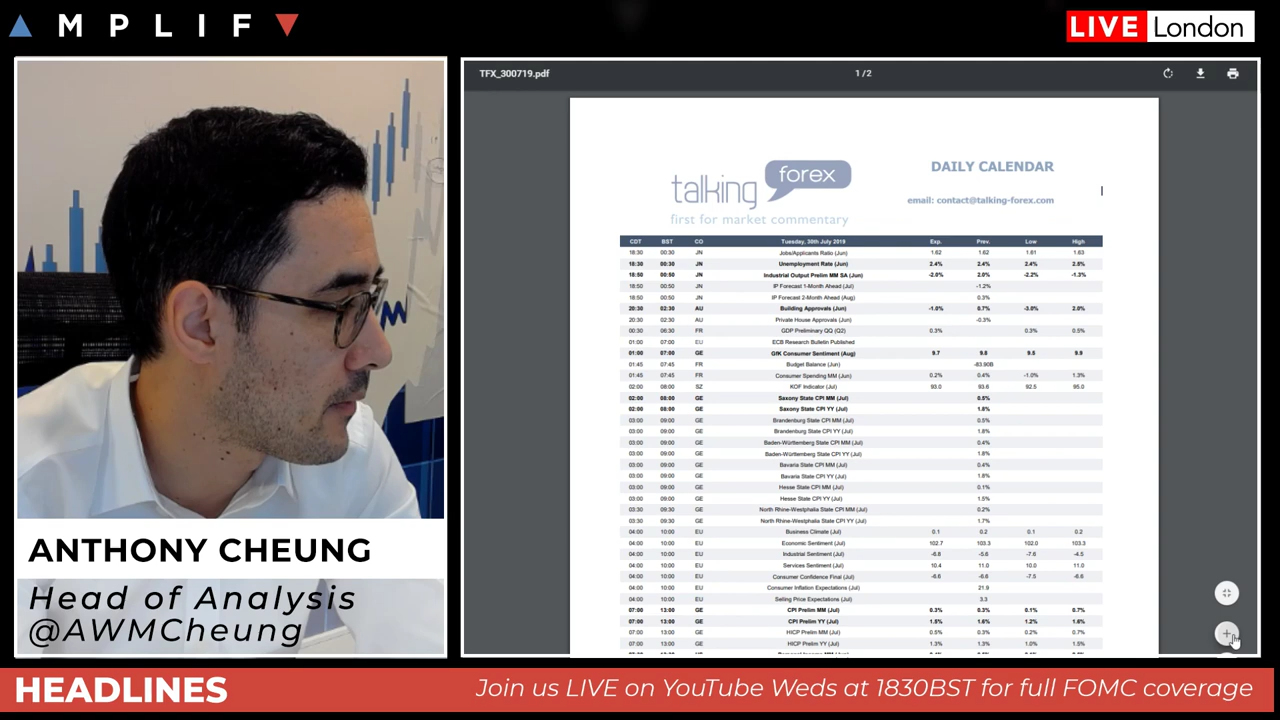 AMPLIFY
LIVE London
TFX_300719.pdf
1 / 2
talking forex
first for market commentary
DAILY CALENDAR
email: contact@talking-forex.com
CDT BST CO Tuesday, 30th July 2019 Exp. Prev. Low High
18:30 00:30 JN Jobs/Applicants Ratio (Jun) 1.62 1.62 1.61 1.63
18:30 00:30 JN Unemployment Rate (Jun) 2.4% 2.4% 2.4% 2.5%
18:50 00:50 JN Industrial Output Prelim MM SA (Jun) -2.0% 2.0% -2.2% -1.3%
18:50 00:50 JN IP Forecast 1-Month Ahead (Jul) -1.2%
18:50 00:50 JN IP Forecast 2-Month Ahead (Aug) 0.3%
20:30 02:30 AU Building Approvals (Jun) -1.0% 0.7% -3.0% 2.0%
20:30 02:30 AU Private House Approvals (Jun) -0.3%
00:30 06:30 FR GDP Preliminary QQ (Q2) 0.3% 0.3% 0.5%
01:00 07:00 EU ECB Research Bulletin Published
01:00 07:00 GE GfK Consumer Sentiment (Aug) 9.7 9.8 9.5 9.9
01:45 07:45 FR Budget Balance (Jun) -83.90B
01:45 07:45 FR Consumer Spending MM (Jun) 0.2% 0.4% -1.0% 1.3%
02:00 08:00 SZ KOF Indicator (Jul) 93.0 93.6 92.5 95.0
02:00 08:00 GE Saxony State CPI MM (Jul) 0.5%
02:00 08:00 GE Saxony State CPI YY (Jul) 1.8%
03:00 09:00 GE Brandenburg State CPI MM (Jul) 0.5%
03:00 09:00 GE Brandenburg State CPI YY (Jul) 1.8%
03:00 09:00 GE Baden-Württemberg State CPI MM (Jul) 0.4%
03:00 09:00 GE Baden-Württemberg State CPI YY (Jul) 1.8%
03:00 09:00 GE Bavaria State CPI MM (Jul) 0.4%
03:00 09:00 GE Bavaria State CPI YY (Jul) 1.8%
03:00 09:00 GE Hesse State CPI MM (Jul) 0.1%
03:00 09:00 GE Hesse State CPI YY (Jul) 1.5%
03:30 09:30 GE North Rhine-Westphalia State CPI MM (Jul) 0.2%
03:30 09:30 GE North Rhine-Westphalia State CPI YY (Jul) 1.7%
04:00 10:00 EU Business Climate (Jul) 0.1 0.2 0.1 0.2
04:00 10:00 EU Economic Sentiment (Jul) 102.7 103.3 102.0 103.3
04:00 10:00 EU Industrial Sentiment (Jul) -6.8 -5.6 -7.6 -4.5
04:00 10:00 EU Services Sentiment (Jul) 10.4 11.0 10.0 11.0
04:00 10:00 EU Consumer Confidence Final (Jul) -6.6 -6.6 -7.5 -6.6
04:00 10:00 EU Consumer Inflation Expectations (Jul) 21.9
04:00 10:00 EU Selling Price Expectations (Jul) 3.3
07:00 13:00 GE CPI Prelim MM (Jul) 0.3% 0.3% 0.1% 0.7%
07:00 13:00 GE CPI Prelim YY (Jul) 1.5% 1.6% 1.2% 1.6%
07:00 13:00 GE HICP Prelim MM (Jul) 0.5% 0.3% 0.2% 0.7%
07:00 13:00 GE HICP Prelim YY (Jul) 1.3% 1.3% 1.0% 1.5%
ANTHONY CHEUNG
Head of Analysis
@AWMCheung
HEADLINES
Join us LIVE on YouTube Weds at 1830BST for full FOMC coverage